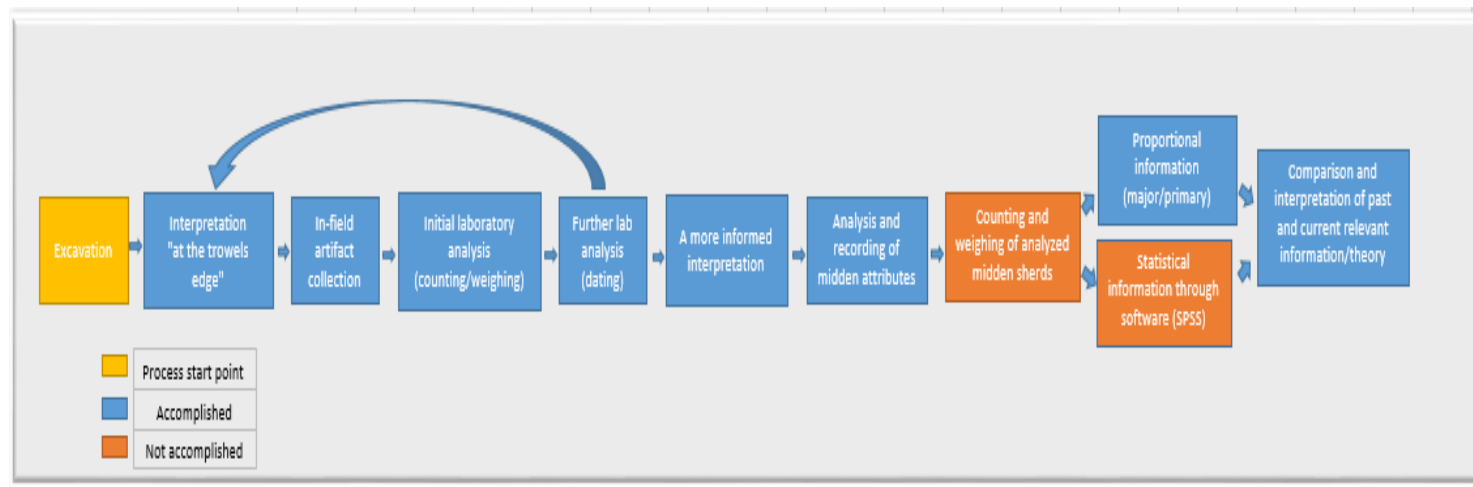 Excavation
Interpretation
"at the trowels
edge"
In-field
artifact
collection
Initial laboratory
analysis
(counting/weighing)
Further lab
analysis
(dating)
A more informed
interpretation
Analysis and
recording of
midden attributes
Counting and
weighing of analyzed
midden sherds
Proportional
information
(major/primary)
Statistical
information through
software (SPSS)
Comparison and
interpretation of past
and current relevant
information/theory
Process start point
Accomplished
Not accomplished